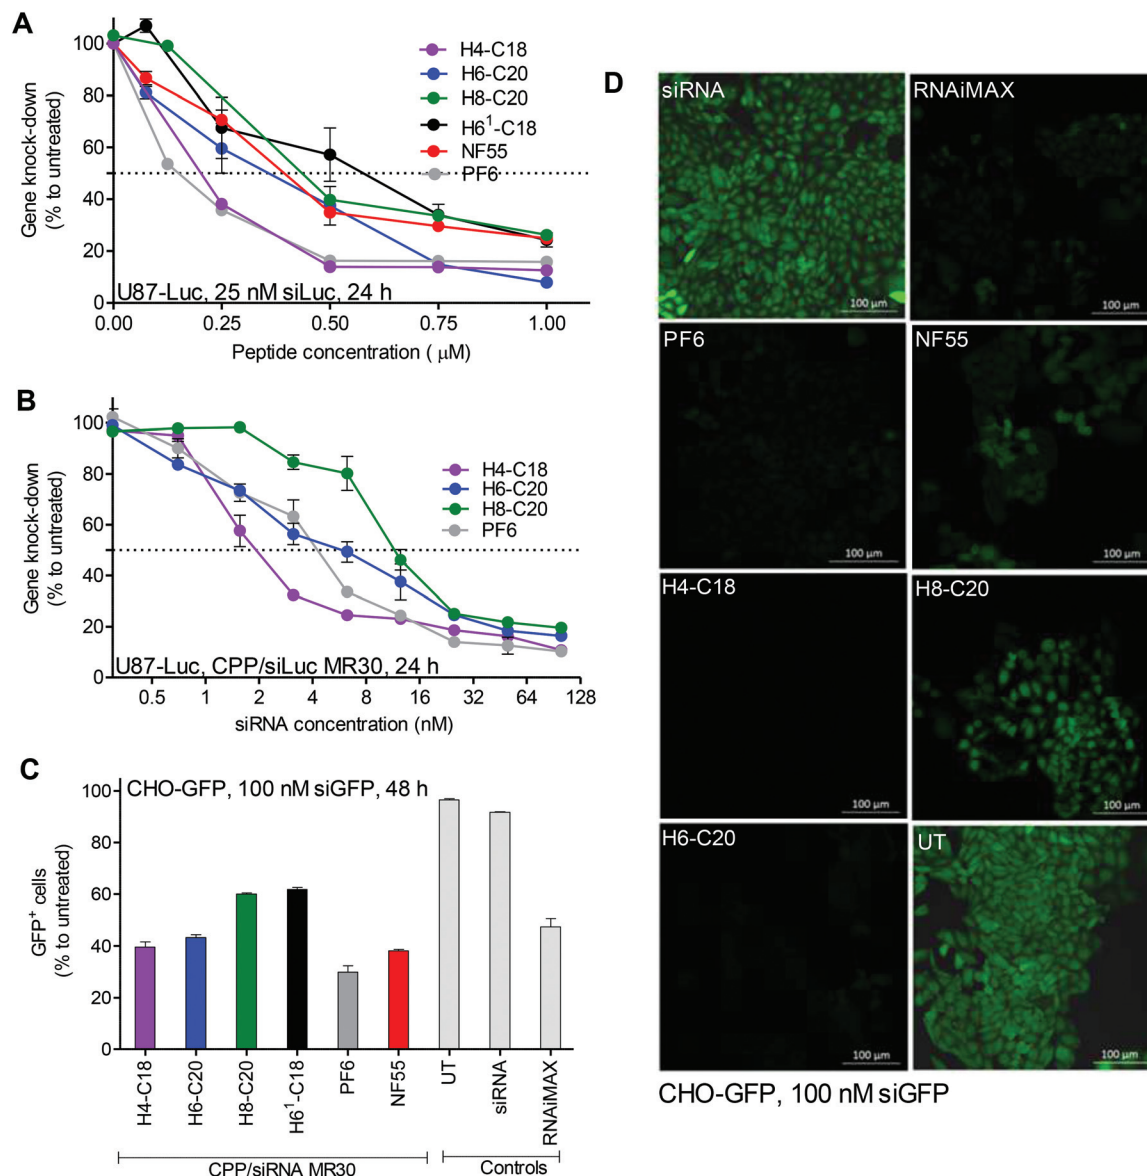 A
Gene knock-down
(% to untreated)
100
80
60
40
20
0
H4-C18
H6-C20
H8-C20
H6¹-C18
NF55
PF6
U87-Luc, 25 nM siLuc, 24 h
0.00
0.25
0.50
0.75
1.00
Peptide concentration ( μM)
B
Gene knock-down
(% to untreated)
100
80
60
40
20
0
H4-C18
H6-C20
H8-C20
PF6
U87-Luc, CPP/siLuc MR30, 24 h
0.5
1
2
4
8
16
32
64
128
siRNA concentration (nM)
C
CHO-GFP, 100 nM siGFP, 48 h
GFP⁺ cells
(% to untreated)
100
80
60
40
20
0
H4-C18
H6-C20
H8-C20
H6¹-C18
PF6
NF55
UT
siRNA
RNAiMAX
CPP/siRNA MR30
Controls
D
siRNA
100 μm
RNAiMAX
100 μm
PF6
100 μm
NF55
100 μm
H4-C18
100 μm
H8-C20
100 μm
H6-C20
100 μm
UT
100 μm
CHO-GFP, 100 nM siGFP